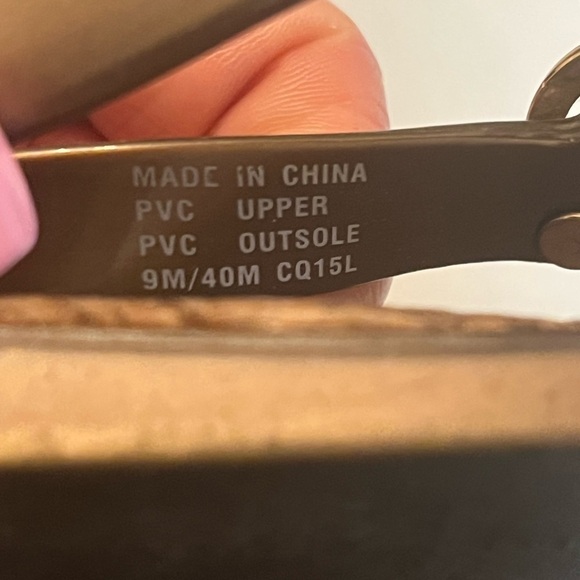 MADE IN CHINA
PVC UPPER
PVC OUTSOLE
9M/40M CQ15L